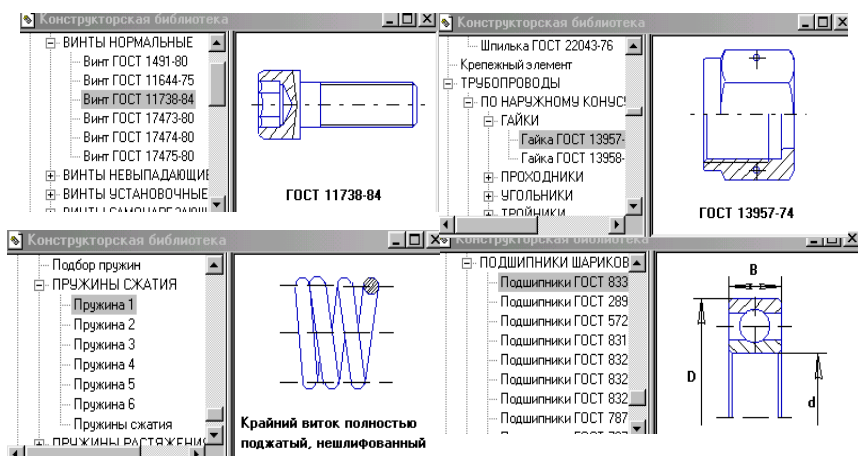 Конструкторская библиотека
ВИНТЫ НОРМАЛЬНЫЕ
Винт ГОСТ 1491-80
Винт ГОСТ 11644-75
Винт ГОСТ 11738-84
Винт ГОСТ 17473-80
Винт ГОСТ 17474-80
Винт ГОСТ 17475-80
ВИНТЫ НЕВЫПАДАЮЩИЕ
ВИНТЫ УСТАНОВОЧНЫЕ
ГОСТ 11738-84
Конструкторская библиотека
Шпилька ГОСТ 22043-76
Крепежный элемент
ТРУБОПРОВОДЫ
ПО НАРУЖНОМУ КОНУС
ГАЙКИ
Гайка ГОСТ 13957-
Гайка ГОСТ 13958-
ПРОХОДНИКИ
УГОЛЬНИКИ
ТРОЙНИКИ
ГОСТ 13957-74
Конструкторская библиотека
Подбор пружин
ПРУЖИНЫ СЖАТИЯ
Пружина 1
Пружина 2
Пружина 3
Пружина 4
Пружина 5
Пружина 6
Пружины сжатия
ПРУЖИНЫ РАСТЯЖЕНИ
Крайний виток полностью
поджатый, нешлифованный
Конструкторская библиотека
ПОДШИПНИКИ ШАРИКОВ
Подшипники ГОСТ 833
Подшипники ГОСТ 289
Подшипники ГОСТ 572
Подшипники ГОСТ 831
Подшипники ГОСТ 832
Подшипники ГОСТ 832
Подшипники ГОСТ 832
Подшипники ГОСТ 787
B
D
d